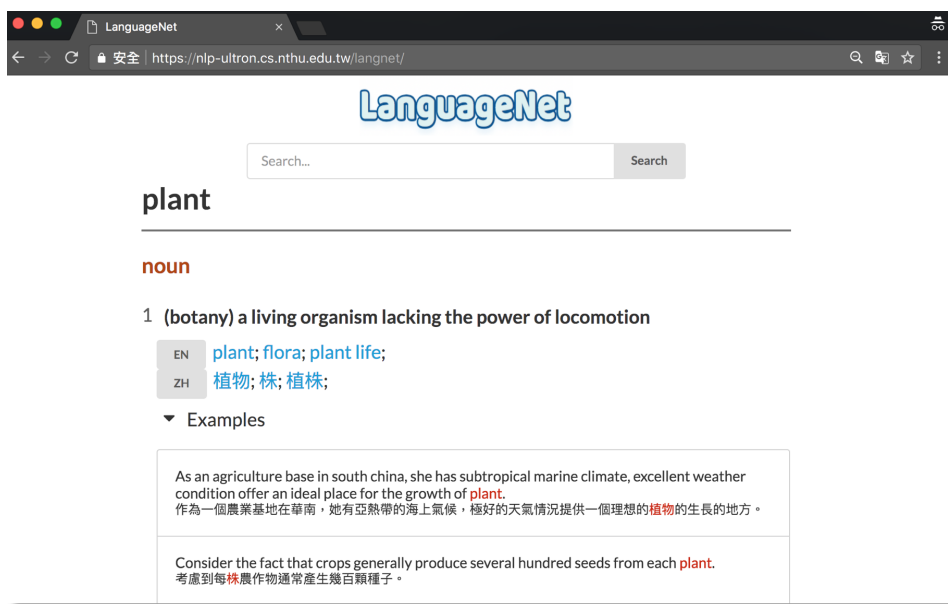 LanguageNet
安全 https://nlp-ultron.cs.nthu.edu.tw/langnet/
LanguageNet
Search... Search
plant
noun
1 (botany) a living organism lacking the power of locomotion
EN plant; flora; plant life;
ZH 植物; 株; 植株;
Examples
As an agriculture base in south china, she has subtropical marine climate, excellent weather
condition offer an ideal place for the growth of plant.
作為一個農業基地在華南，她有亞熱帶的海上氣候，極好的天氣情況提供一個理想的植物的生長的地方。
Consider the fact that crops generally produce several hundred seeds from each plant.
考慮到每株農作物通常產生幾百顆種子。